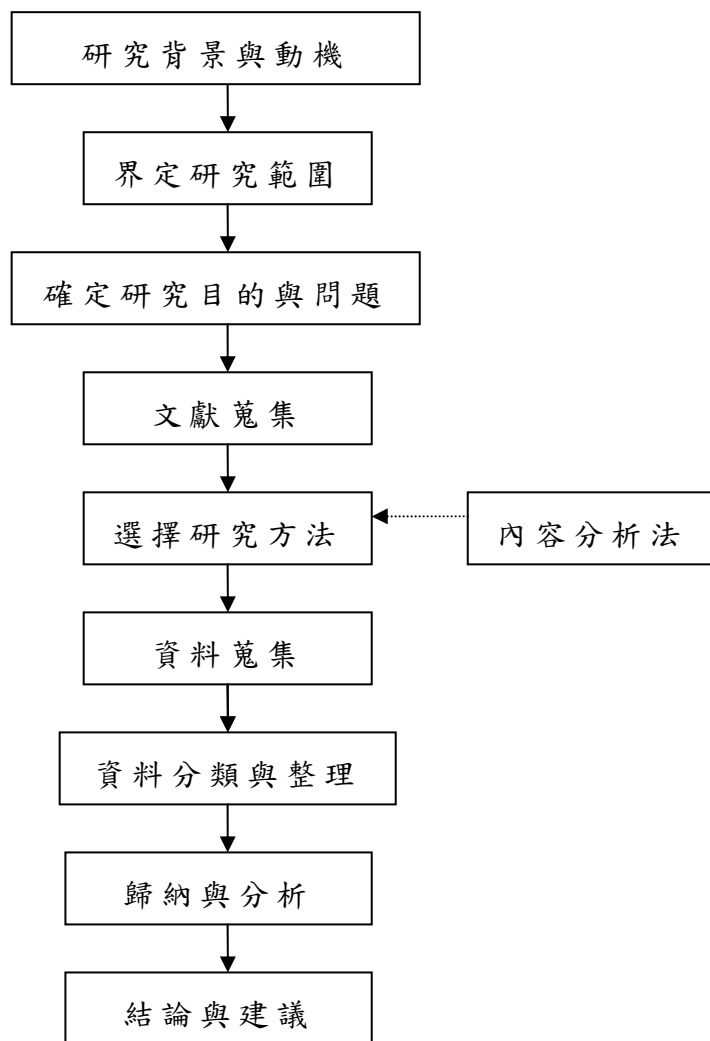 研究背景與動機
界定研究範圍
確定研究目的與問題
文獻蒐集
選擇研究方法
內容分析法
資料蒐集
資料分類與整理
歸納與分析
結論與建議